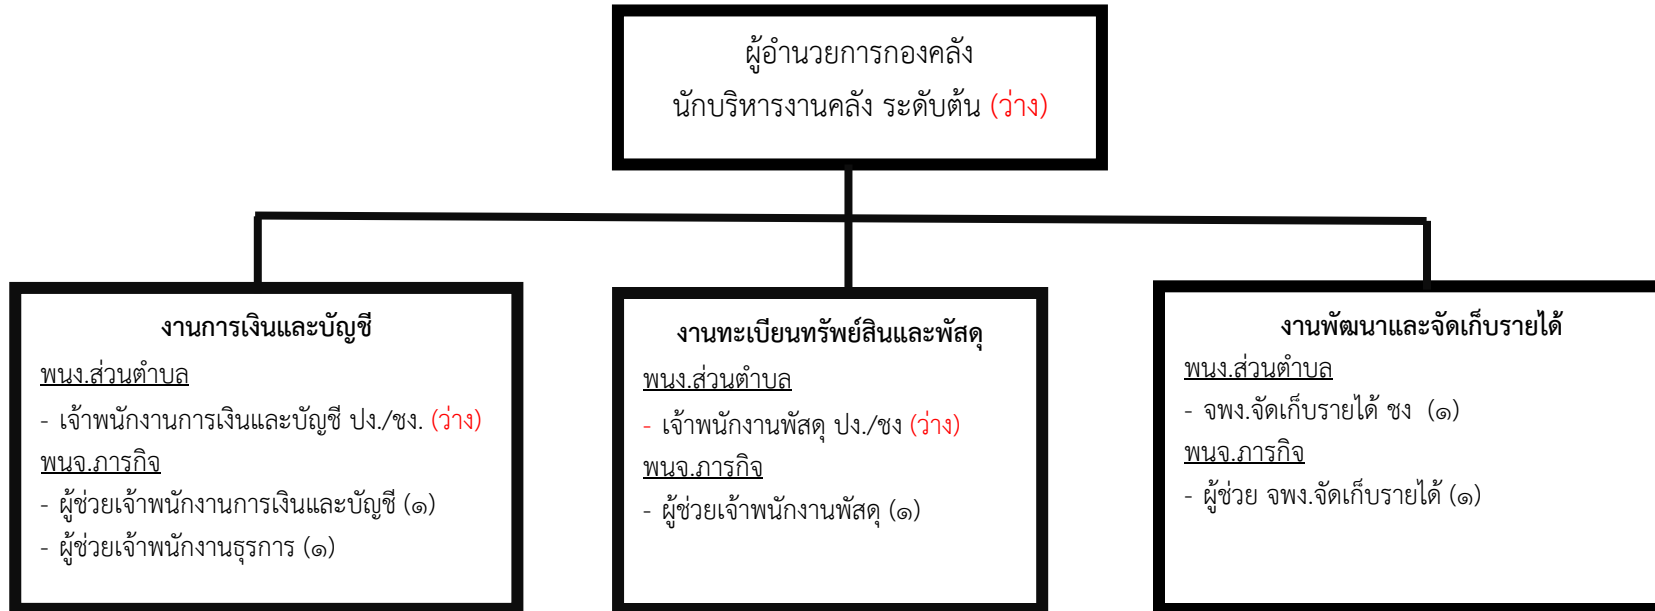 ผู้อำนวยการกองคลัง
นักบริหารงานคลัง ระดับต้น (ว่าง)
งานการเงินและบัญชี
พนง.ส่วนตำบล
- เจ้าพนักงานการเงินและบัญชี ปง./ชง. (ว่าง)
พนจ.ภารกิจ
- ผู้ช่วยเจ้าพนักงานการเงินและบัญชี (๑)
- ผู้ช่วยเจ้าพนักงานธุรการ (๑)
งานทะเบียนทรัพย์สินและพัสดุ
พนง.ส่วนตำบล
- เจ้าพนักงานพัสดุ ปง./ชง (ว่าง)
พนจ.ภารกิจ
- ผู้ช่วยเจ้าพนักงานพัสดุ (๑)
งานพัฒนาและจัดเก็บรายได้
พนง.ส่วนตำบล
- จพง.จัดเก็บรายได้ ชง (๑)
พนจ.ภารกิจ
- ผู้ช่วย จพง.จัดเก็บรายได้ (๑)